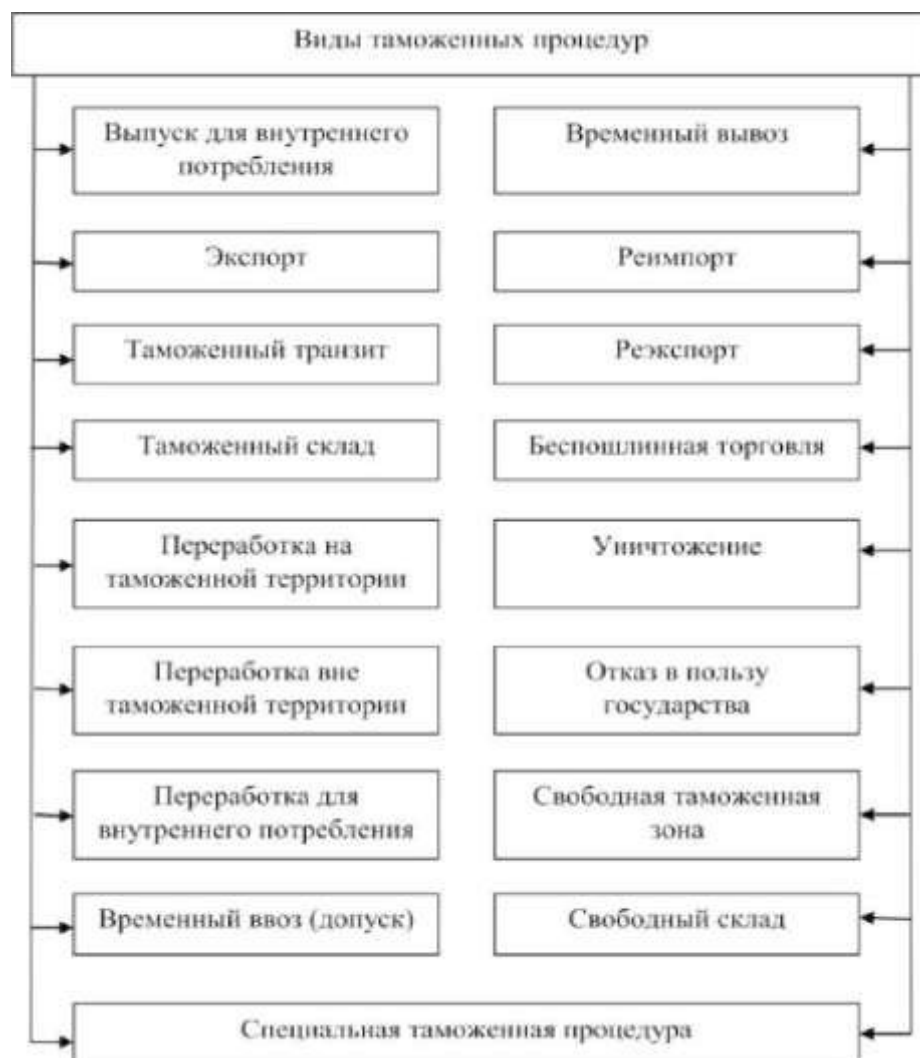 Виды таможенных процедур
Выпуск для внутреннего
потребления
Экспорт
Таможенный транзит
Таможенный склад
Переработка на
таможенной территории
Переработка вне
таможенной территории
Переработка для
внутреннего потребления
Временный ввоз (допуск)
Временный вывоз
Реимпорт
Реэкспорт
Беспошлинная торговля
Уничтожение
Отказ в пользу
государства
Свободная таможенная
зона
Свободный склад
Специальная таможенная процедура